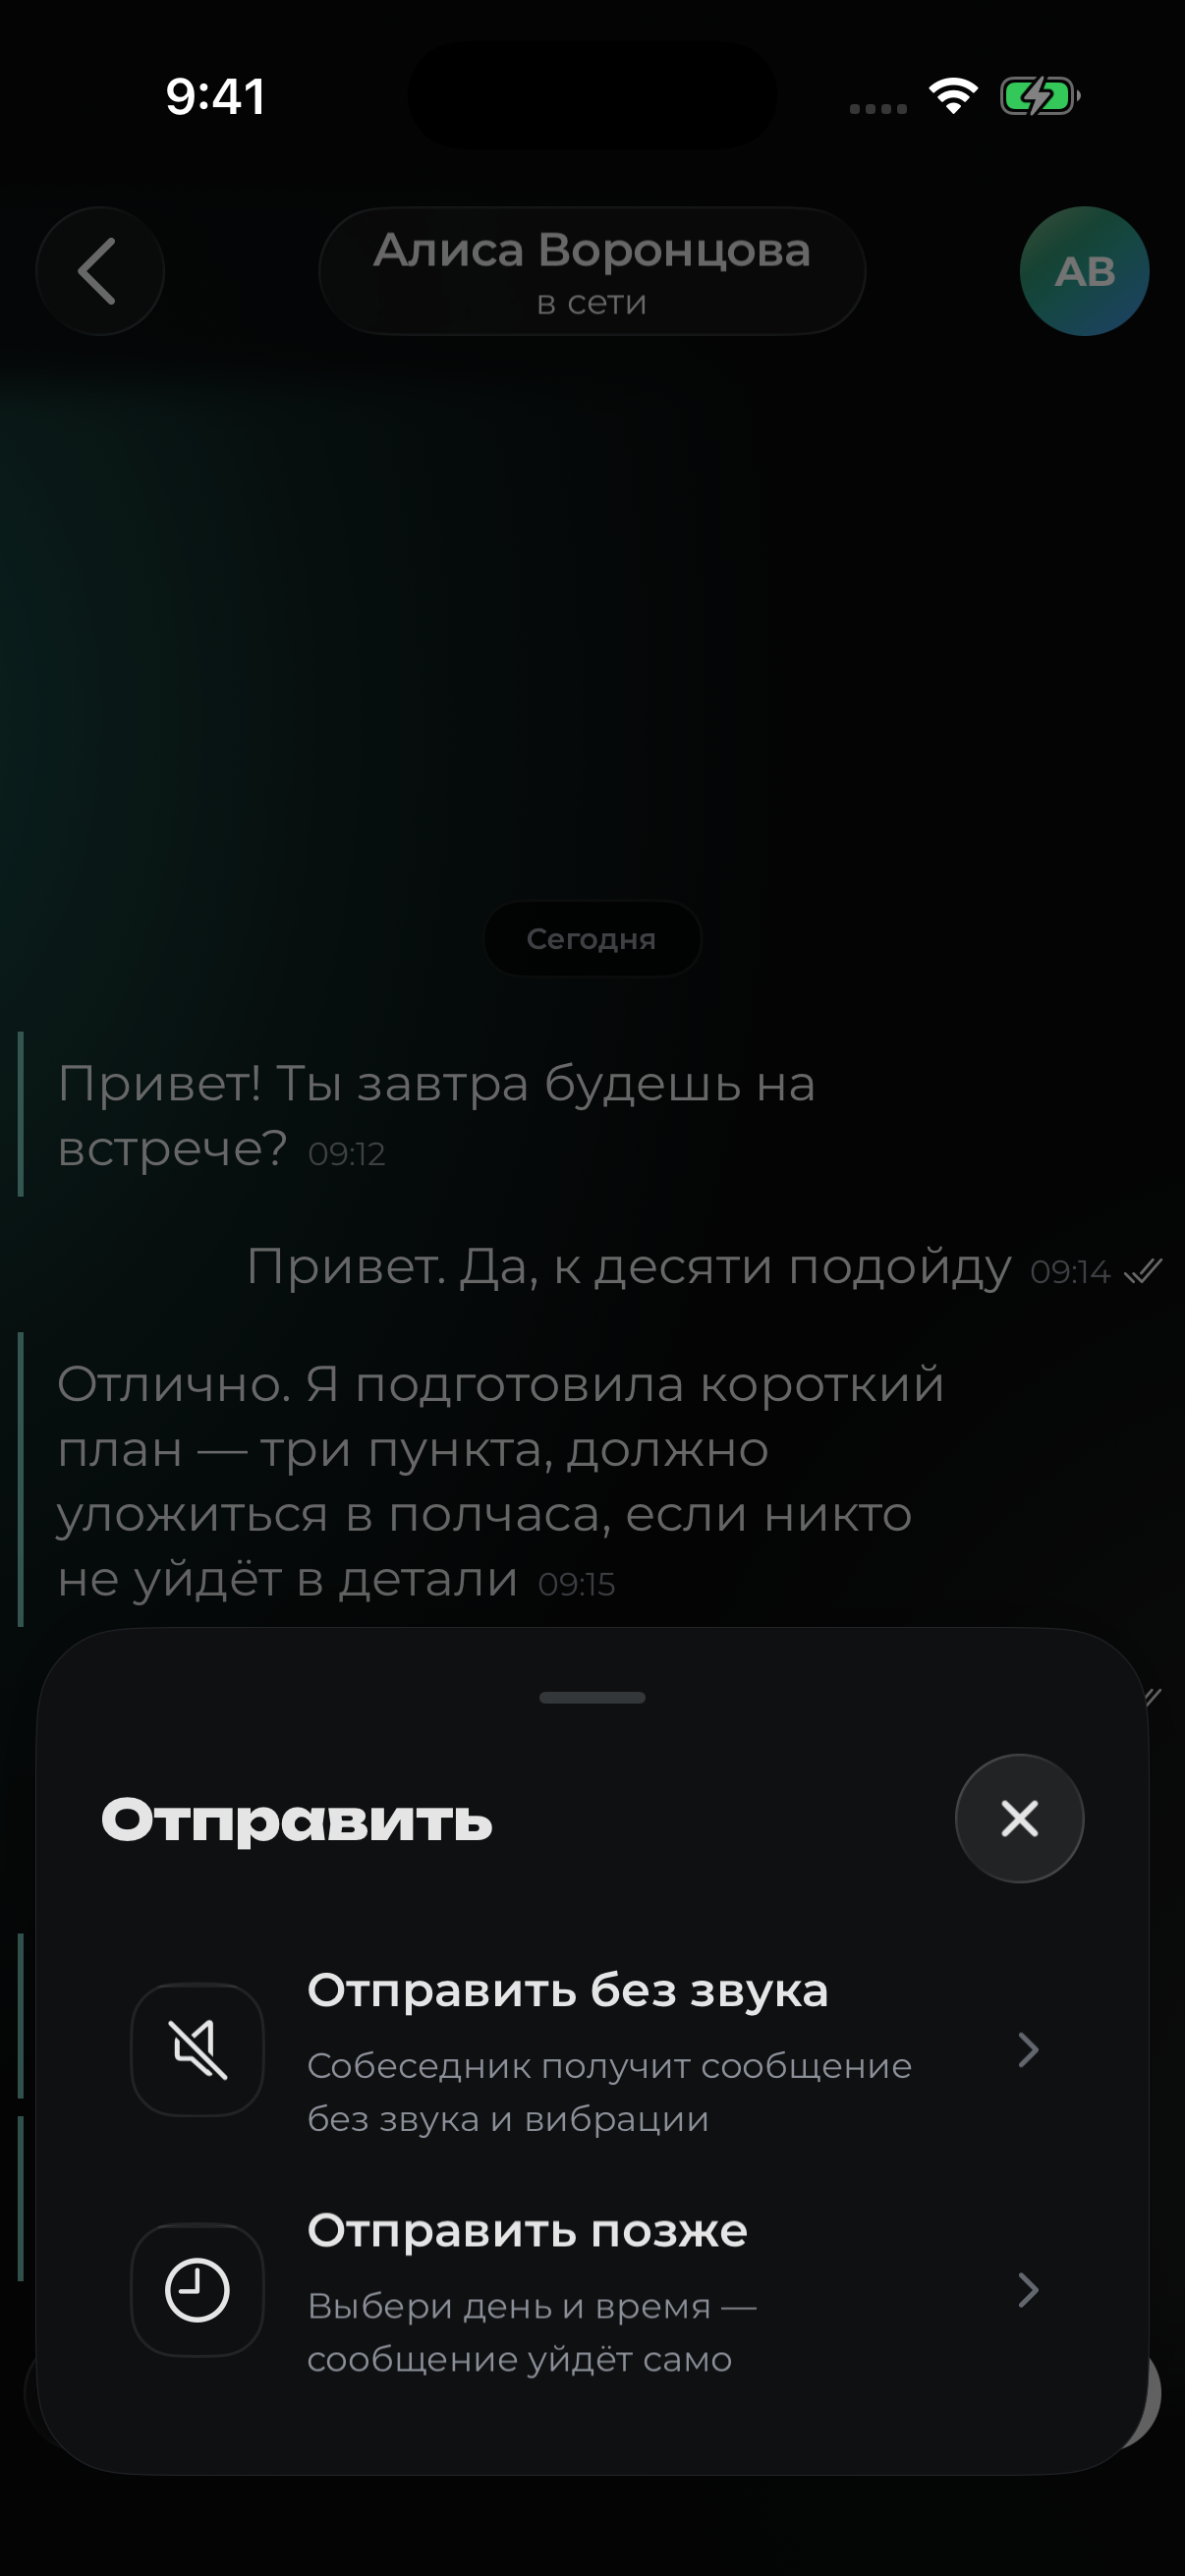 9:41
Алиса Воронцова
в сети
АВ
Сегодня
Привет! Ты завтра будешь на
встрече? 09:12
Привет. Да, к десяти подойду 09:14
Отлично. Я подготовила короткий
план — три пункта, должно
уложиться в полчаса, если никто
не уйдёт в детали 09:15
Отправить
Отправить без звука
Собеседник получит сообщение
без звука и вибрации
Отправить позже
Выбери день и время —
сообщение уйдёт само